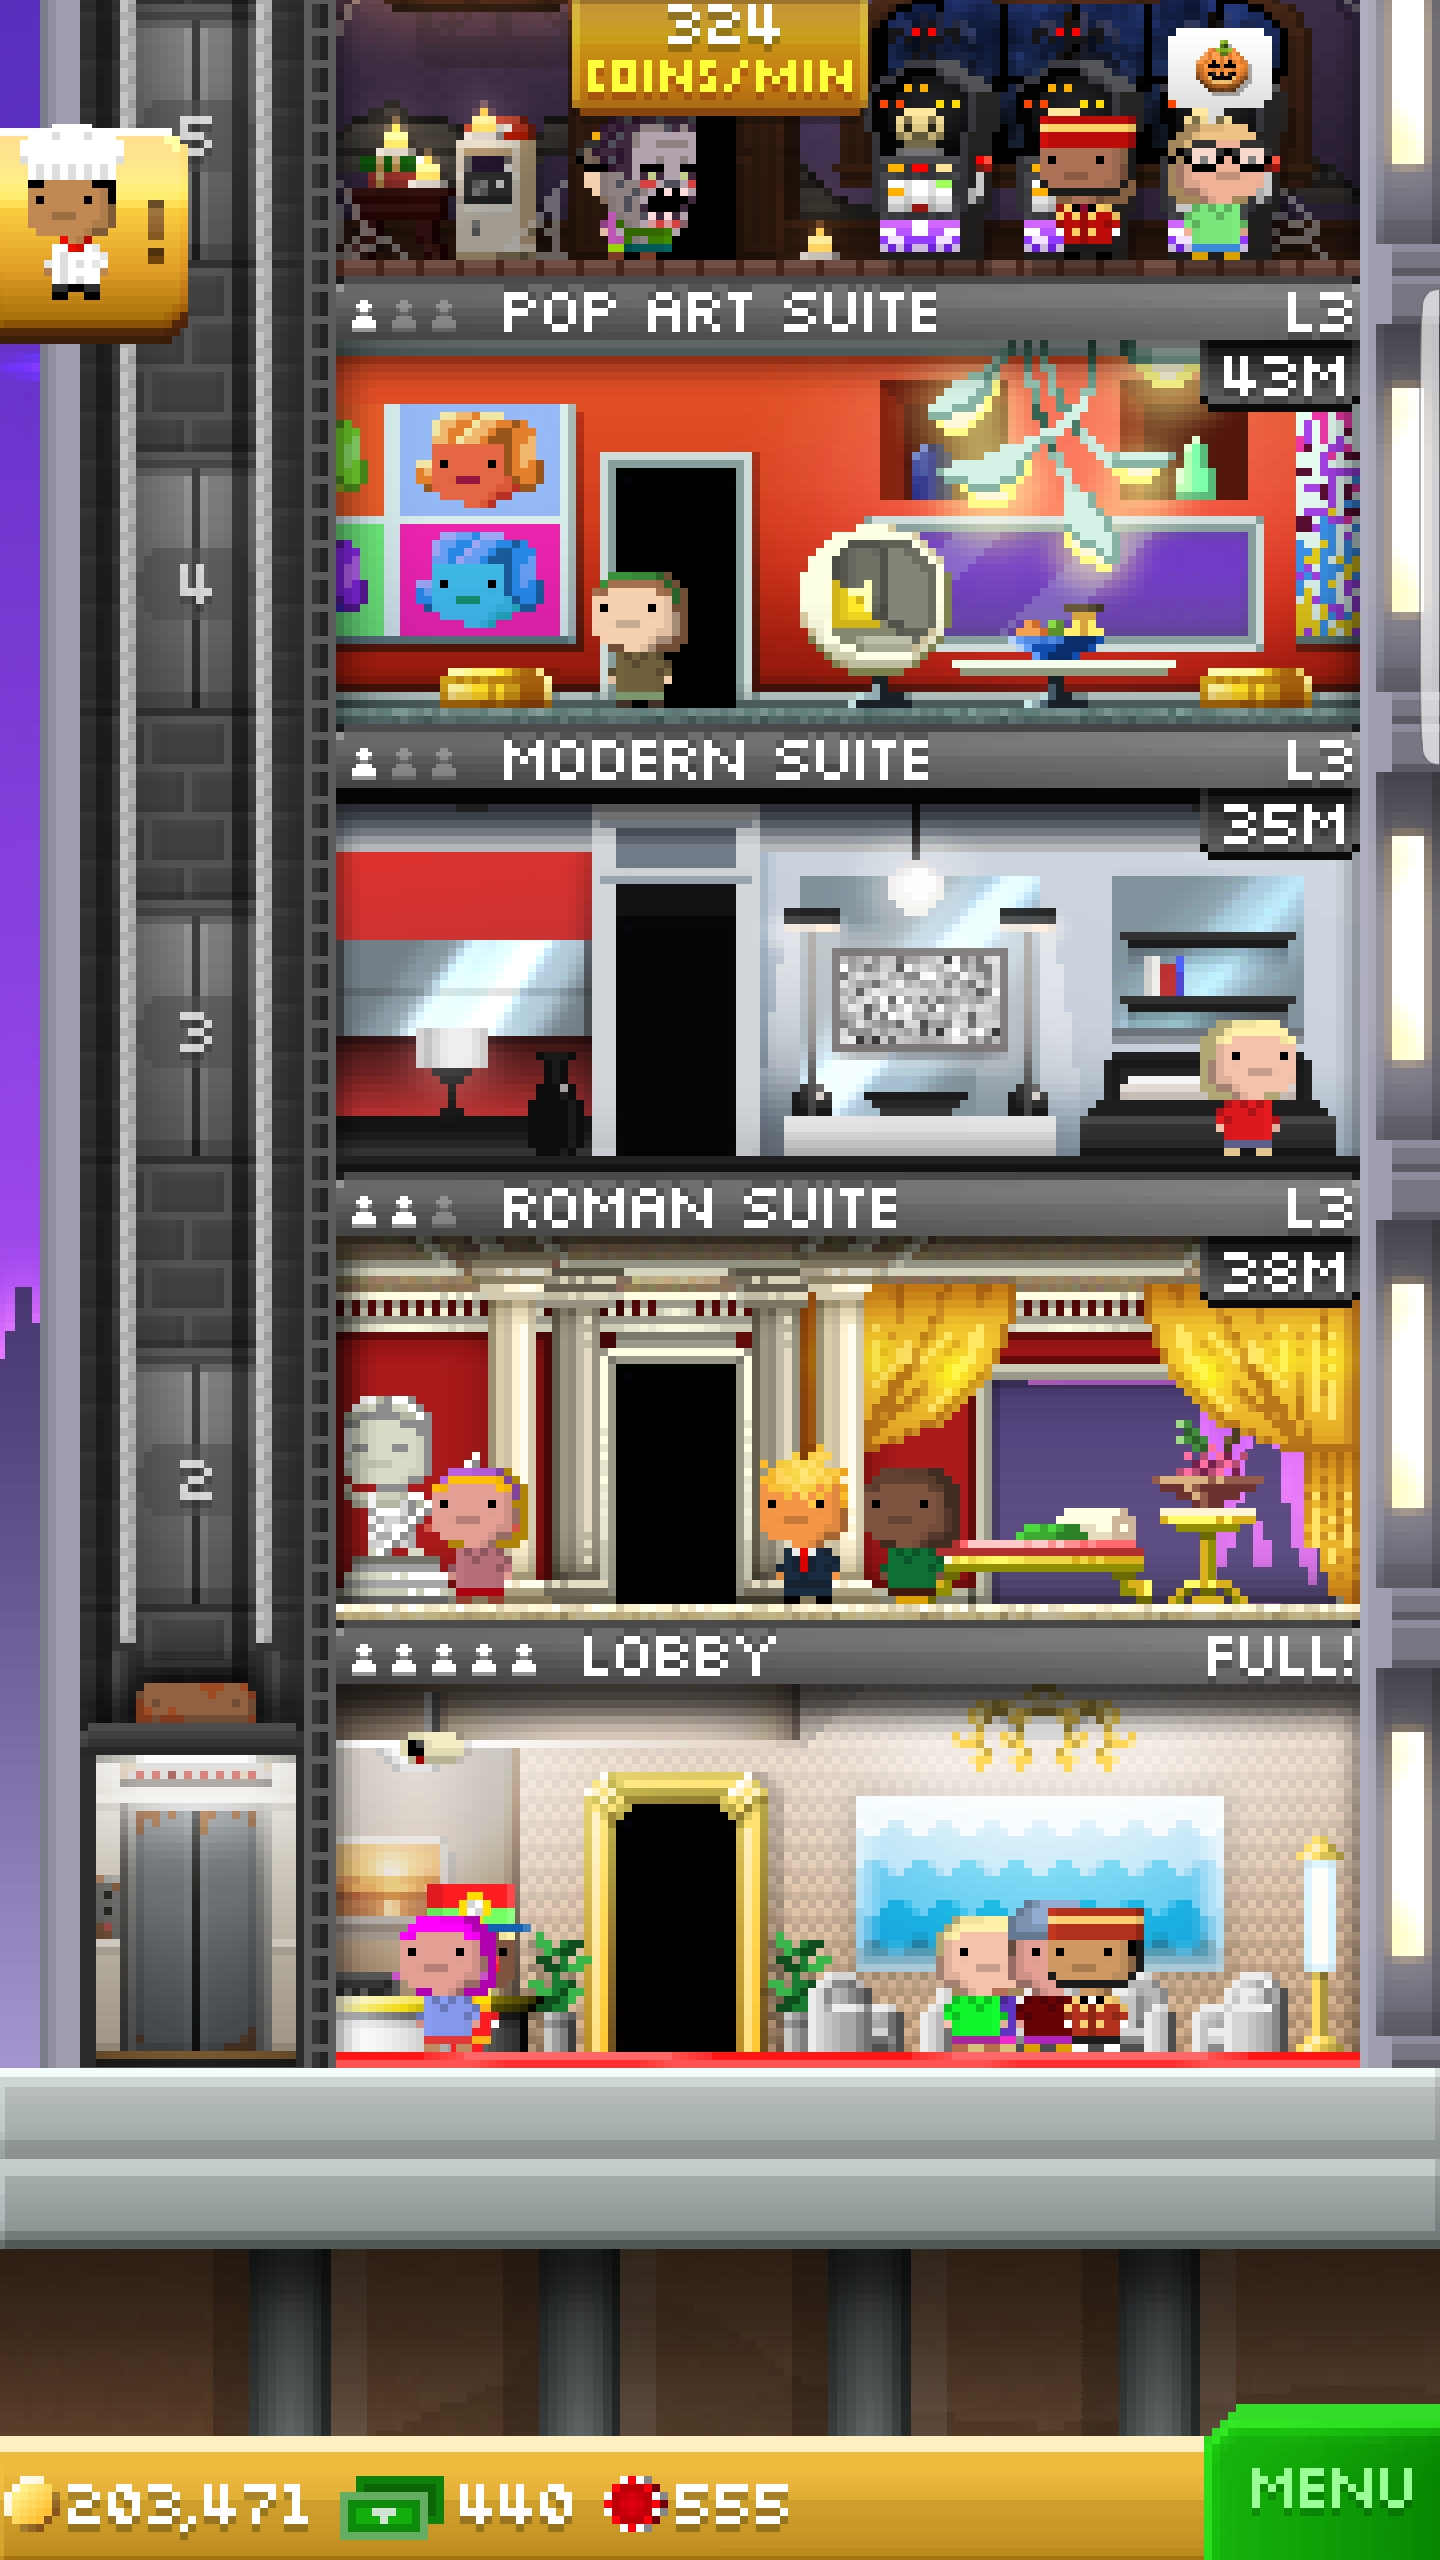 324
COINS/MIN
5
!
POP ART SUITE L3
43M
4
MODERN SUITE L3
35M
3
ROMAN SUITE L3
38M
2
LOBBY FULL!
203,471 440 555
MENU